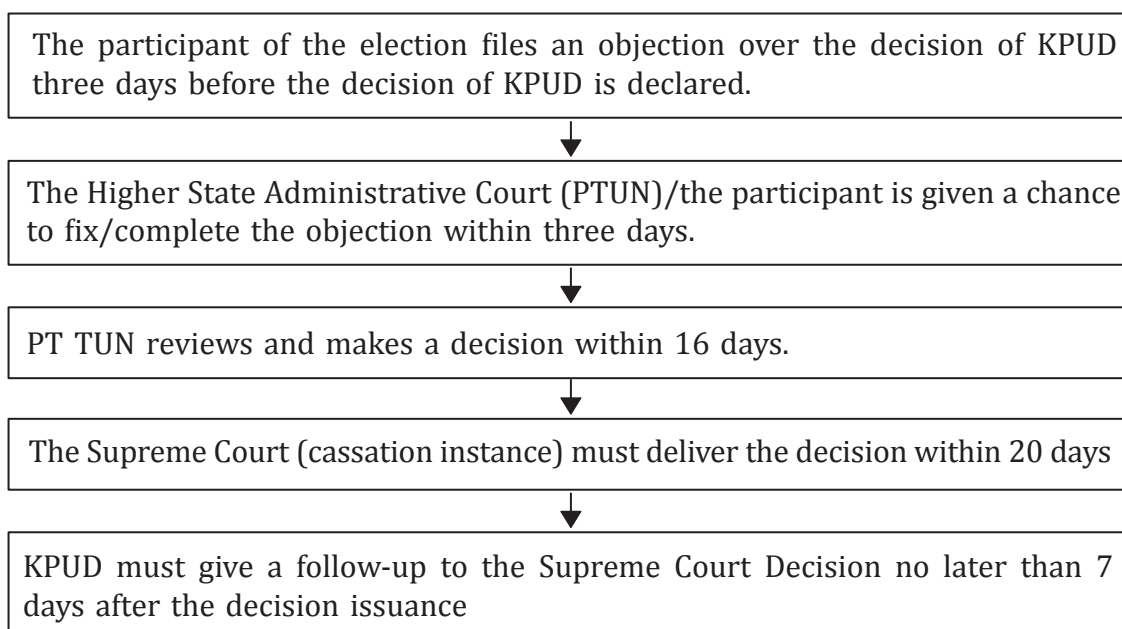 The participant of the election files an objection over the decision of KPUD
three days before the decision of KPUD is declared.
The Higher State Administrative Court (PTUN)/the participant is given a chance
to fix/complete the objection within three days.
PT TUN reviews and makes a decision within 16 days.
The Supreme Court (cassation instance) must deliver the decision within 20 days
KPUD must give a follow-up to the Supreme Court Decision no later than 7
days after the decision issuance